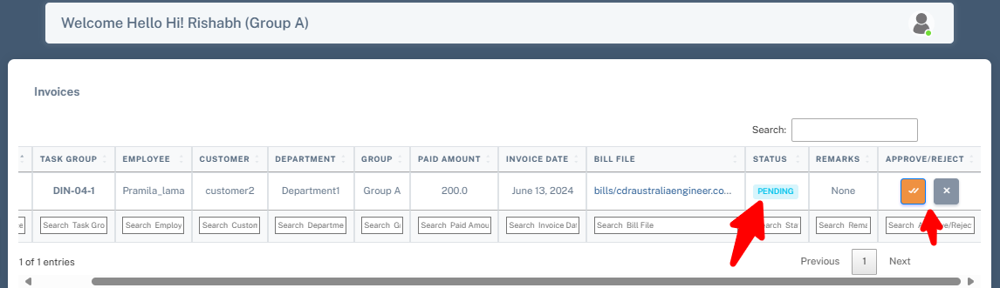 Welcome Hello Hi! Rishabh (Group A)
Invoices
Search:
TASK GROUP EMPLOYEE CUSTOMER DEPARTMENT GROUP PAID AMOUNT INVOICE DATE BILL FILE STATUS REMARKS APPROVE/REJECT
DIN-04-1 Pramila_lama customer2 Department1 Group A 200.0 June 13, 2024 bills/cdraustraliaengineer.co... PENDING None
Search Task Gro Search Employ Search Custon Search Departme Search Search Paid Amou Search Invoice Dat Search Bill File Search Sta Search Rema Search
1 of 1 entries
Previous 1 Next